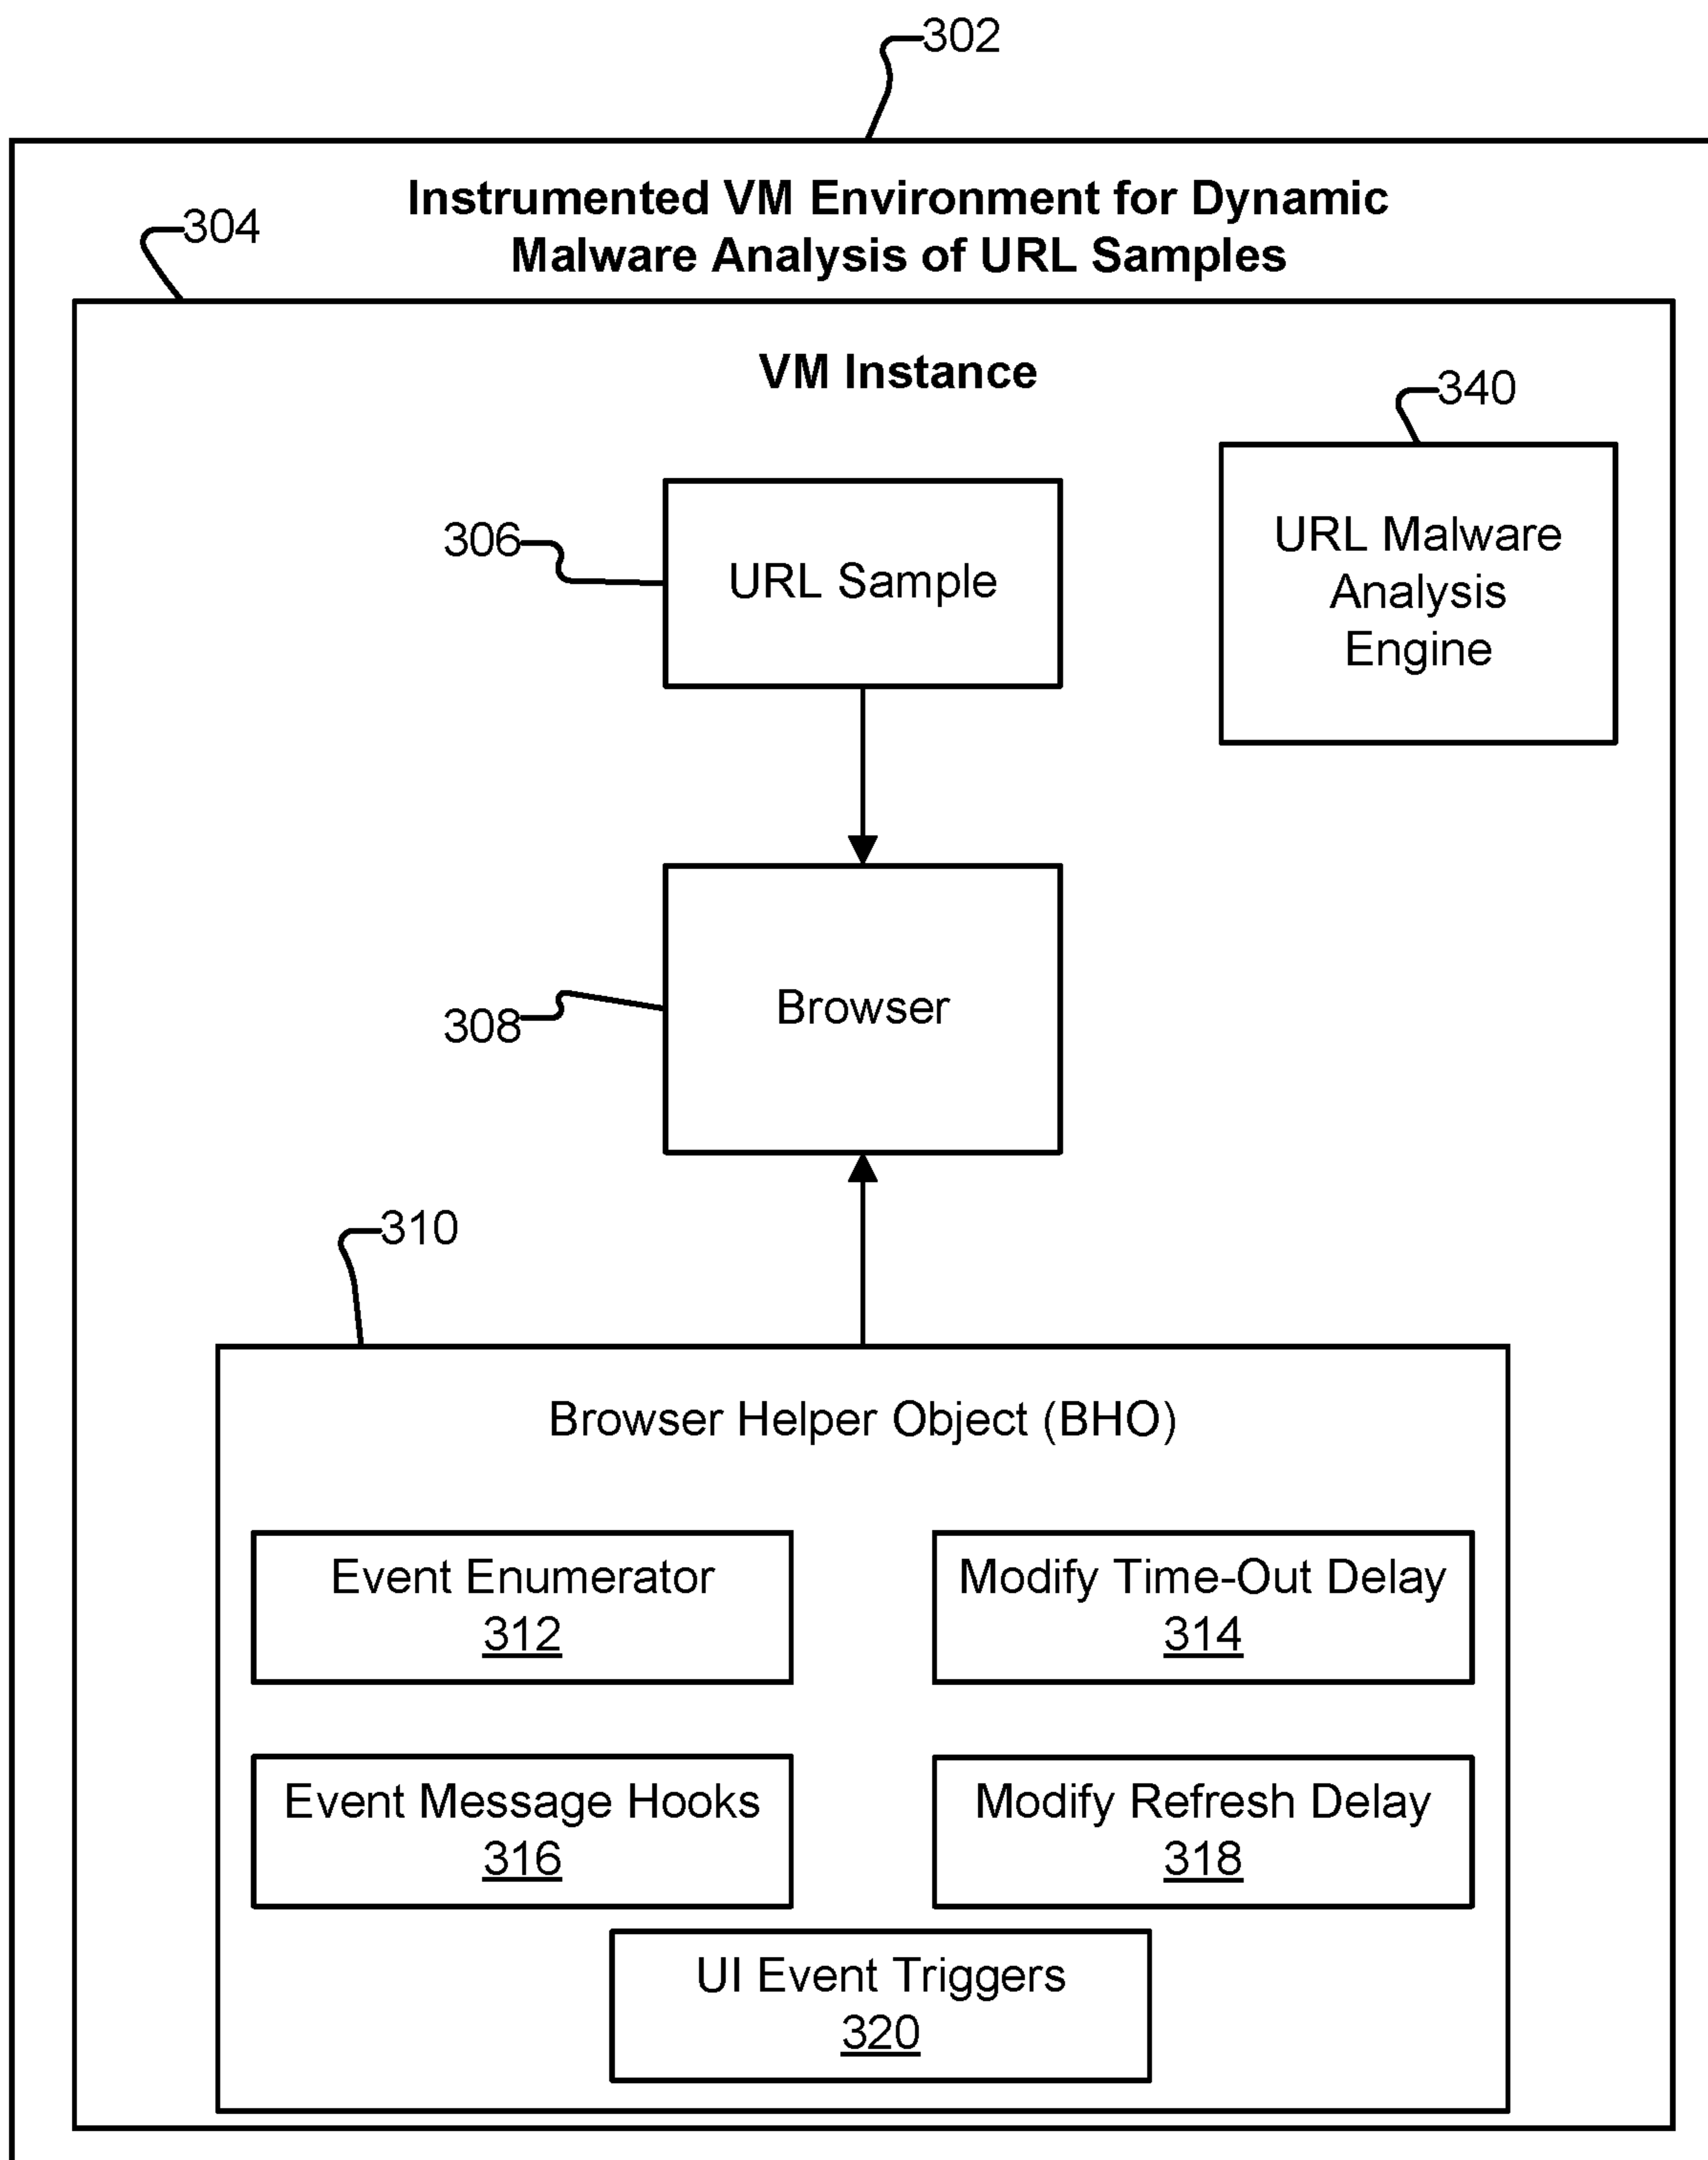 302
Instrumented VM Environment for Dynamic
Malware Analysis of URL Samples
304
VM Instance
340
URL Malware
Analysis
Engine
306
URL Sample
308
Browser
310
Browser Helper Object (BHO)
Event Enumerator
312
Modify Time-Out Delay
314
Event Message Hooks
316
Modify Refresh Delay
318
UI Event Triggers
320